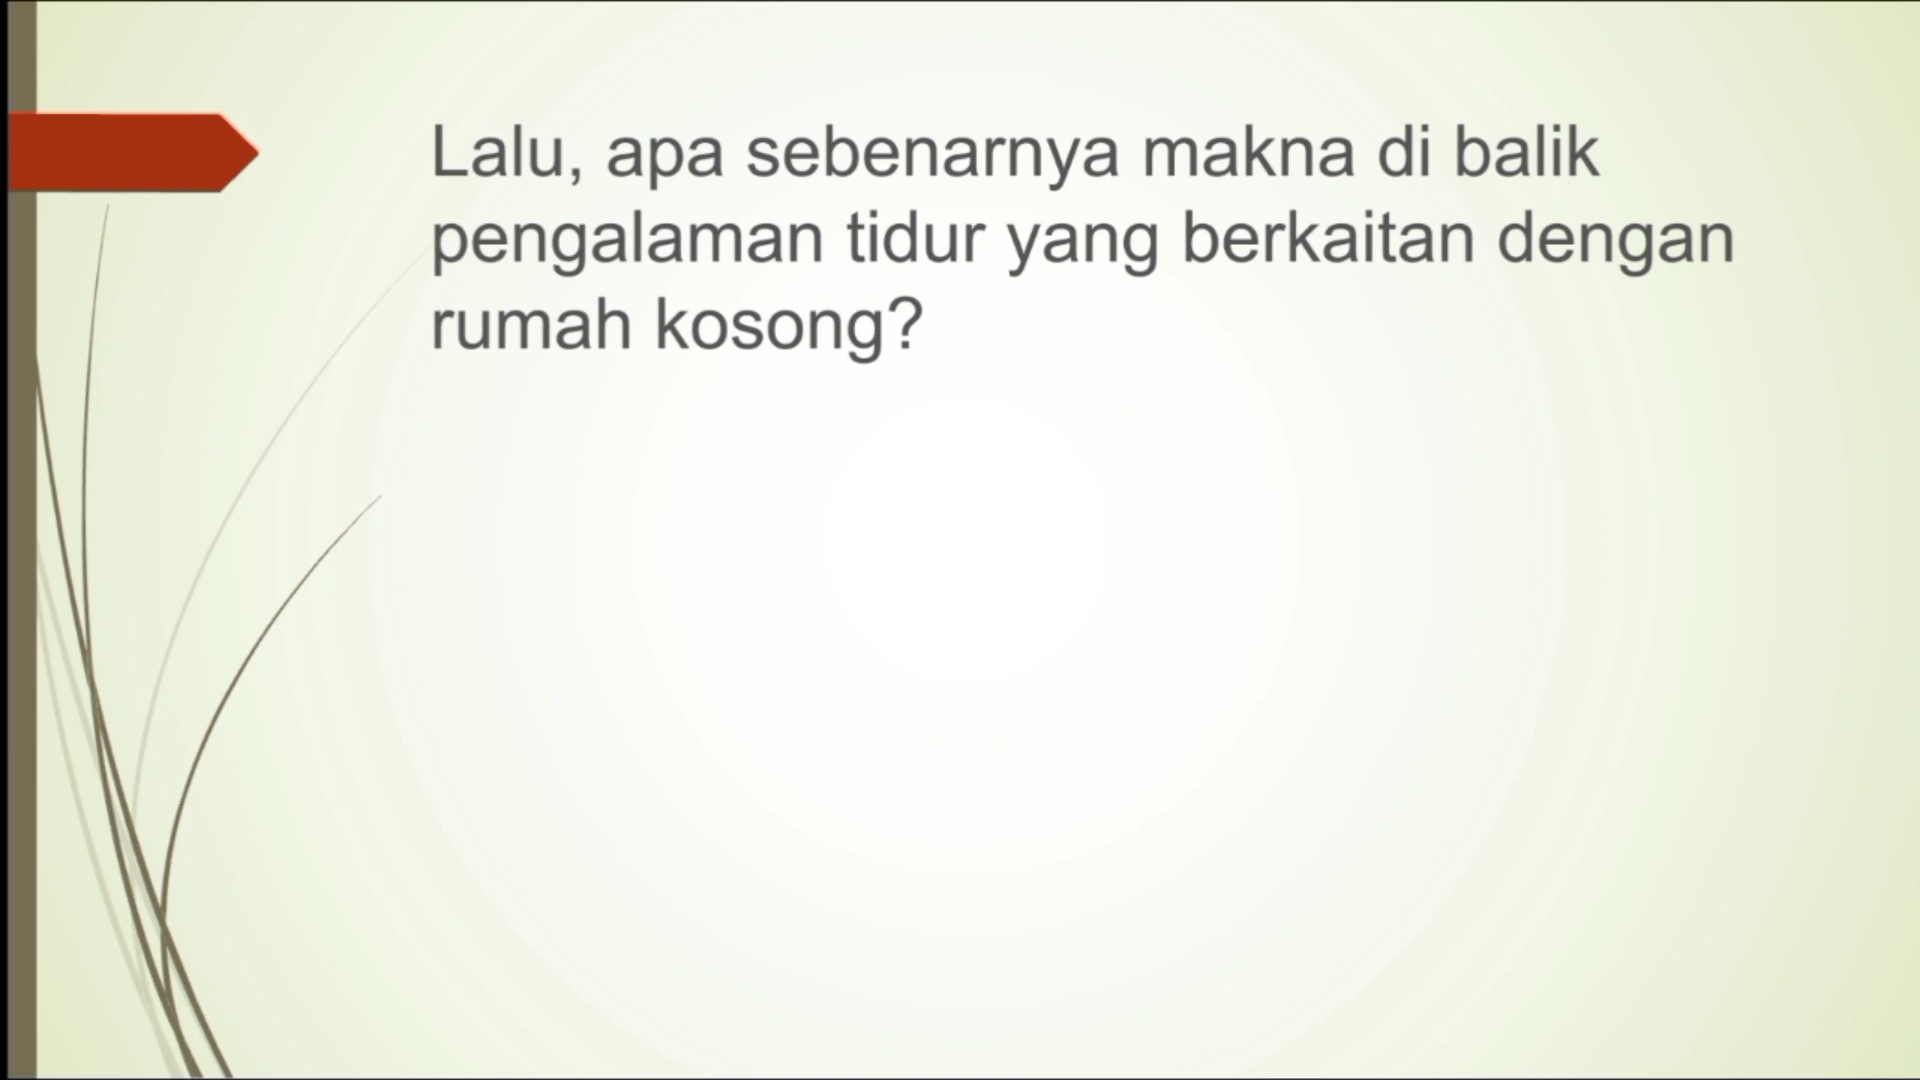 Lalu, apa sebenarnya makna di balik
pengalaman tidur yang berkaitan dengan
rumah kosong?